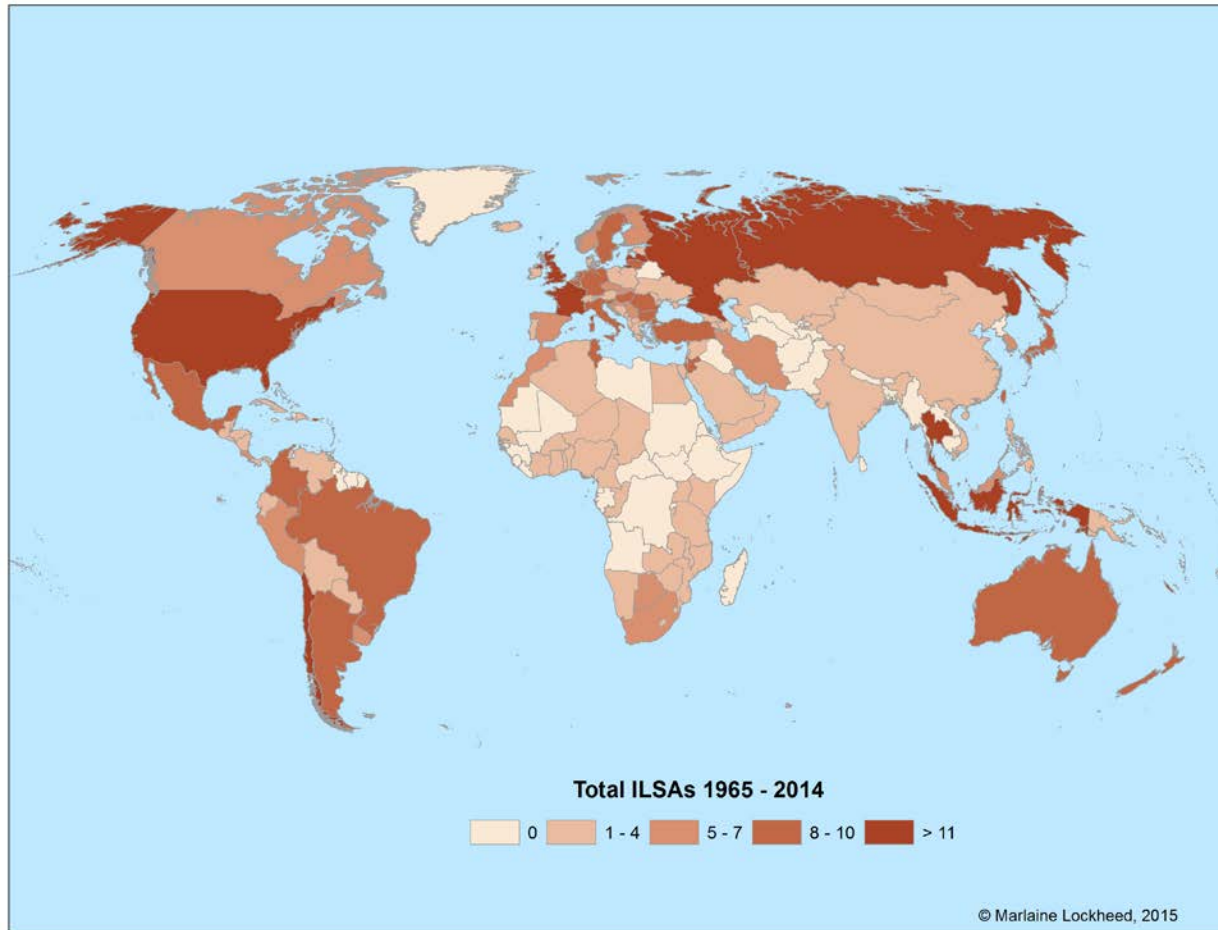 Total ILSAs 1965 - 2014
0 1 - 4 5 - 7 8 - 10 > 11
© Marlaine Lockheed, 2015